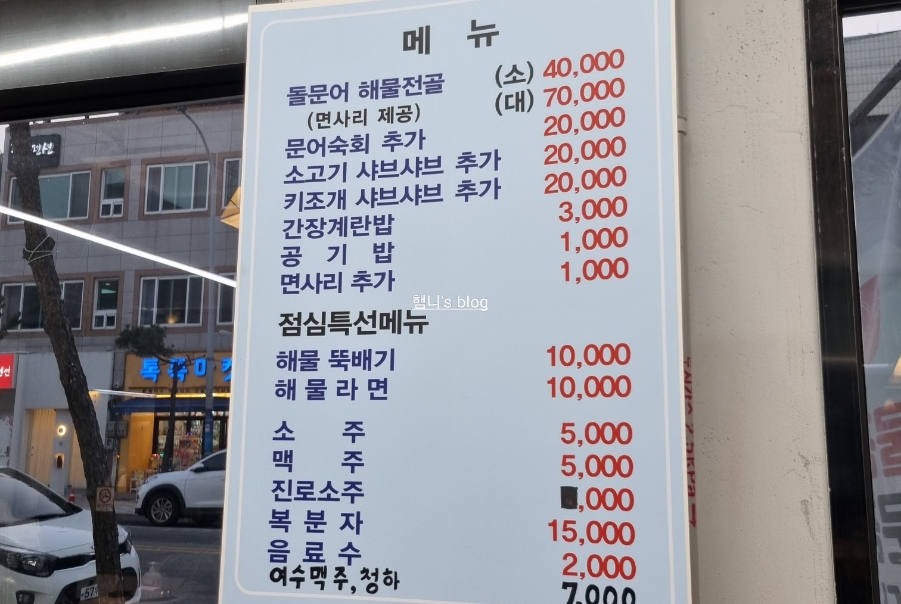 메 뉴
돌문어 해물전골 (소) 40,000
(대) 70,000
(면사리 제공)
문어숙회 추가 20,000
소고기 샤브샤브 추가 20,000
키조개 샤브샤브 추가 20,000
간장계란밥 3,000
공 기 밥 1,000
면사리 추가 1,000
햄니's blog
점심특선메뉴
해물 뚝배기 10,000
해물라면 10,000
소 주 5,000
맥 주 5,000
진로소주 ,000
복분자 15,000
음료수 2,000
여수맥주,청하 7,000